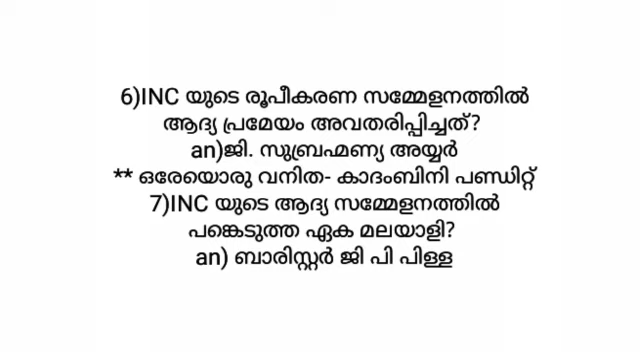 6)INC യുടെ രൂപീകരണ സമ്മേളനത്തിൽ
ആദ്യ പ്രമേയം അവതരിപ്പിച്ചത്?
an)ജി. സുബ്രഹ്മണ്യ അയ്യർ
** ഒരേയൊരു വനിത- കാദംബിനി പണ്ഡിറ്റ്
7)INC യുടെ ആദ്യ സമ്മേളനത്തിൽ
പങ്കെടുത്ത ഏക മലയാളി?
an) ബാരിസ്റ്റർ ജി പി പിള്ള